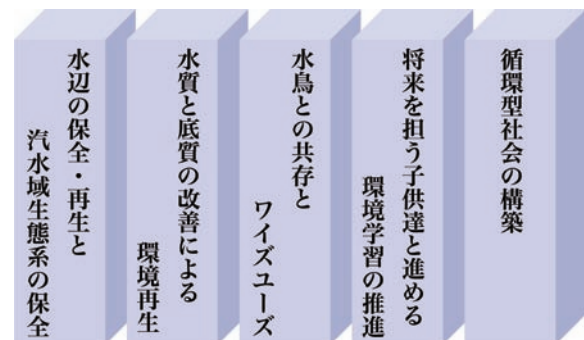 水辺の保全・再生と
汽水域生態系の保全
水質と底質の改善による
環境再生
水鳥との共存と
ワイズユーズ
将来を担う子供達と進める
環境学習の推進
循環型社会の構築